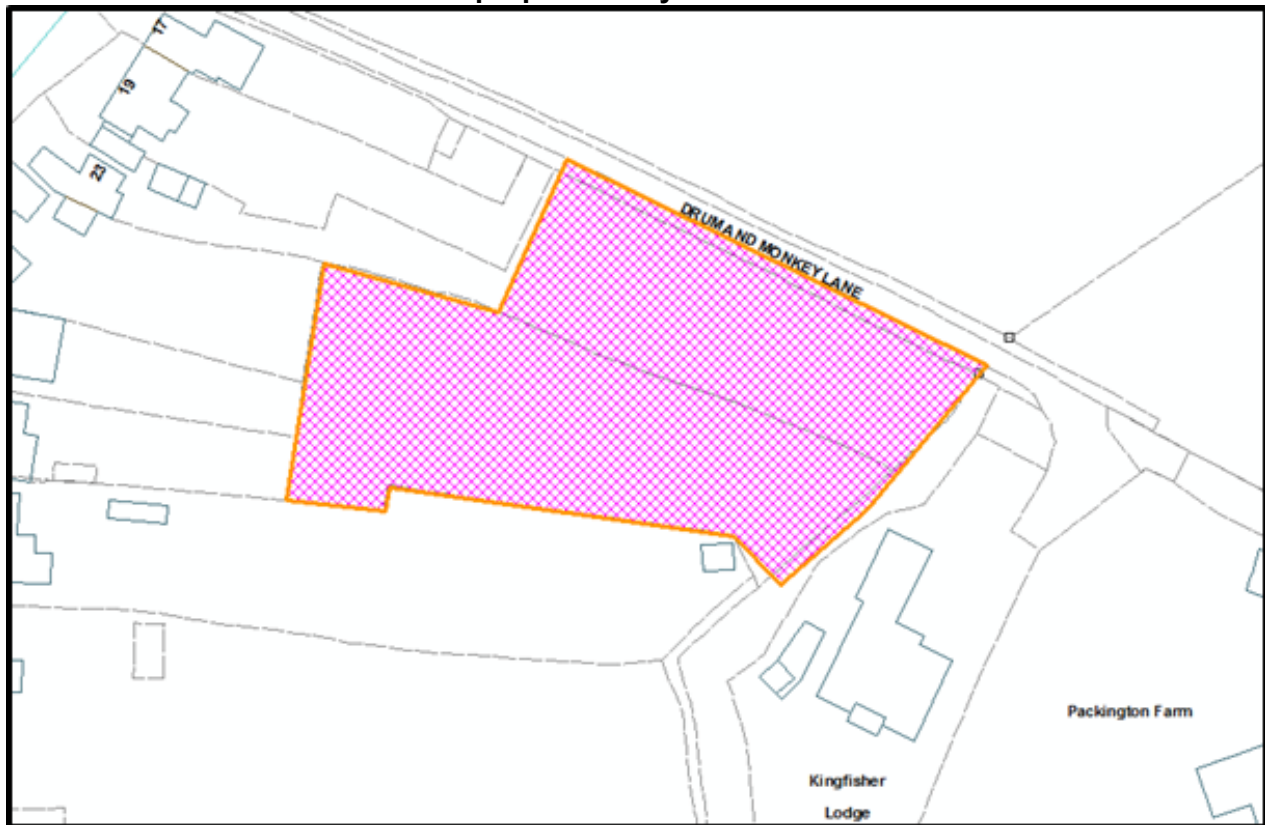 17
19
23
DRUM AND MONKEY LANE
Packington Farm
Kingfisher
Lodge